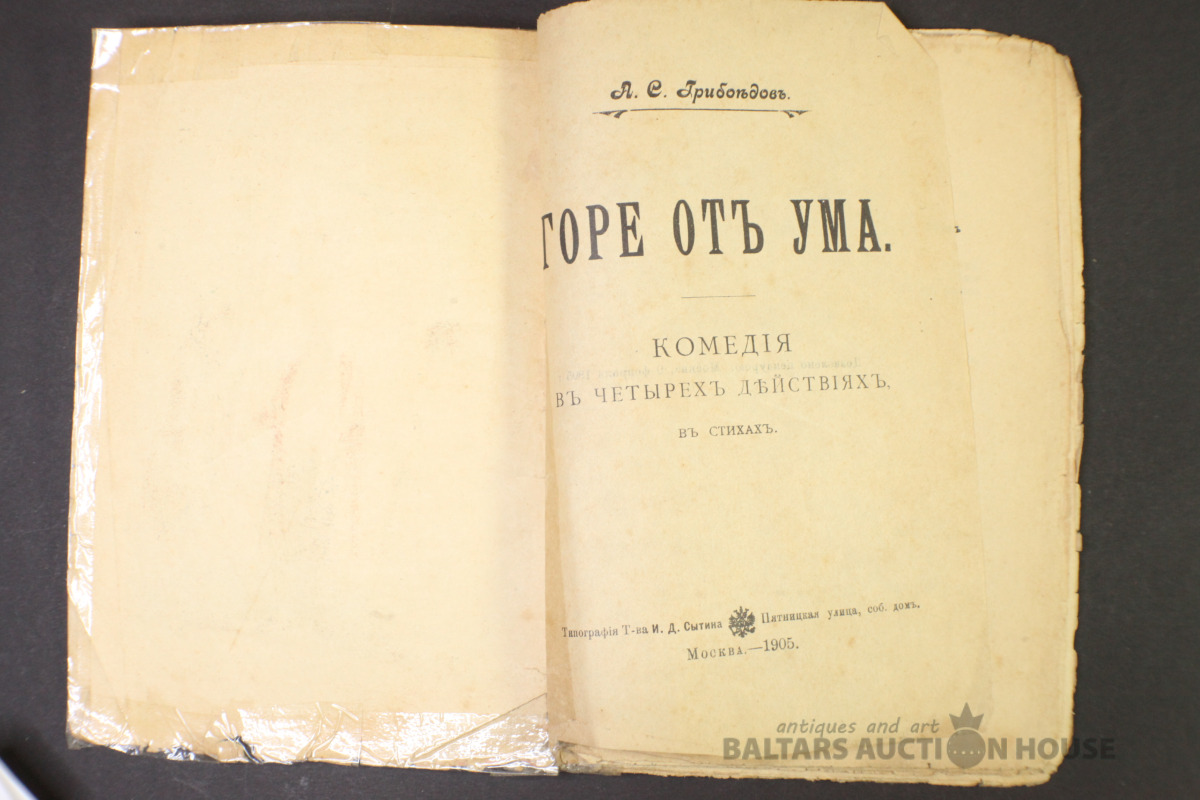 А. С. Грибоѣдовъ.
ГОРЕ ОТЪ УМА.
КОМЕДІЯ
ВЪ ЧЕТЫРЕХЪ ДѢЙСТВІЯХЪ,
ВЪ СТИХАХЪ.
Типографія Т-ва И. Д. Сытина Пятницкая улица, соб. домъ.
Москва.—1905.
antiques and art
BALTARS AUCTION HOUSE